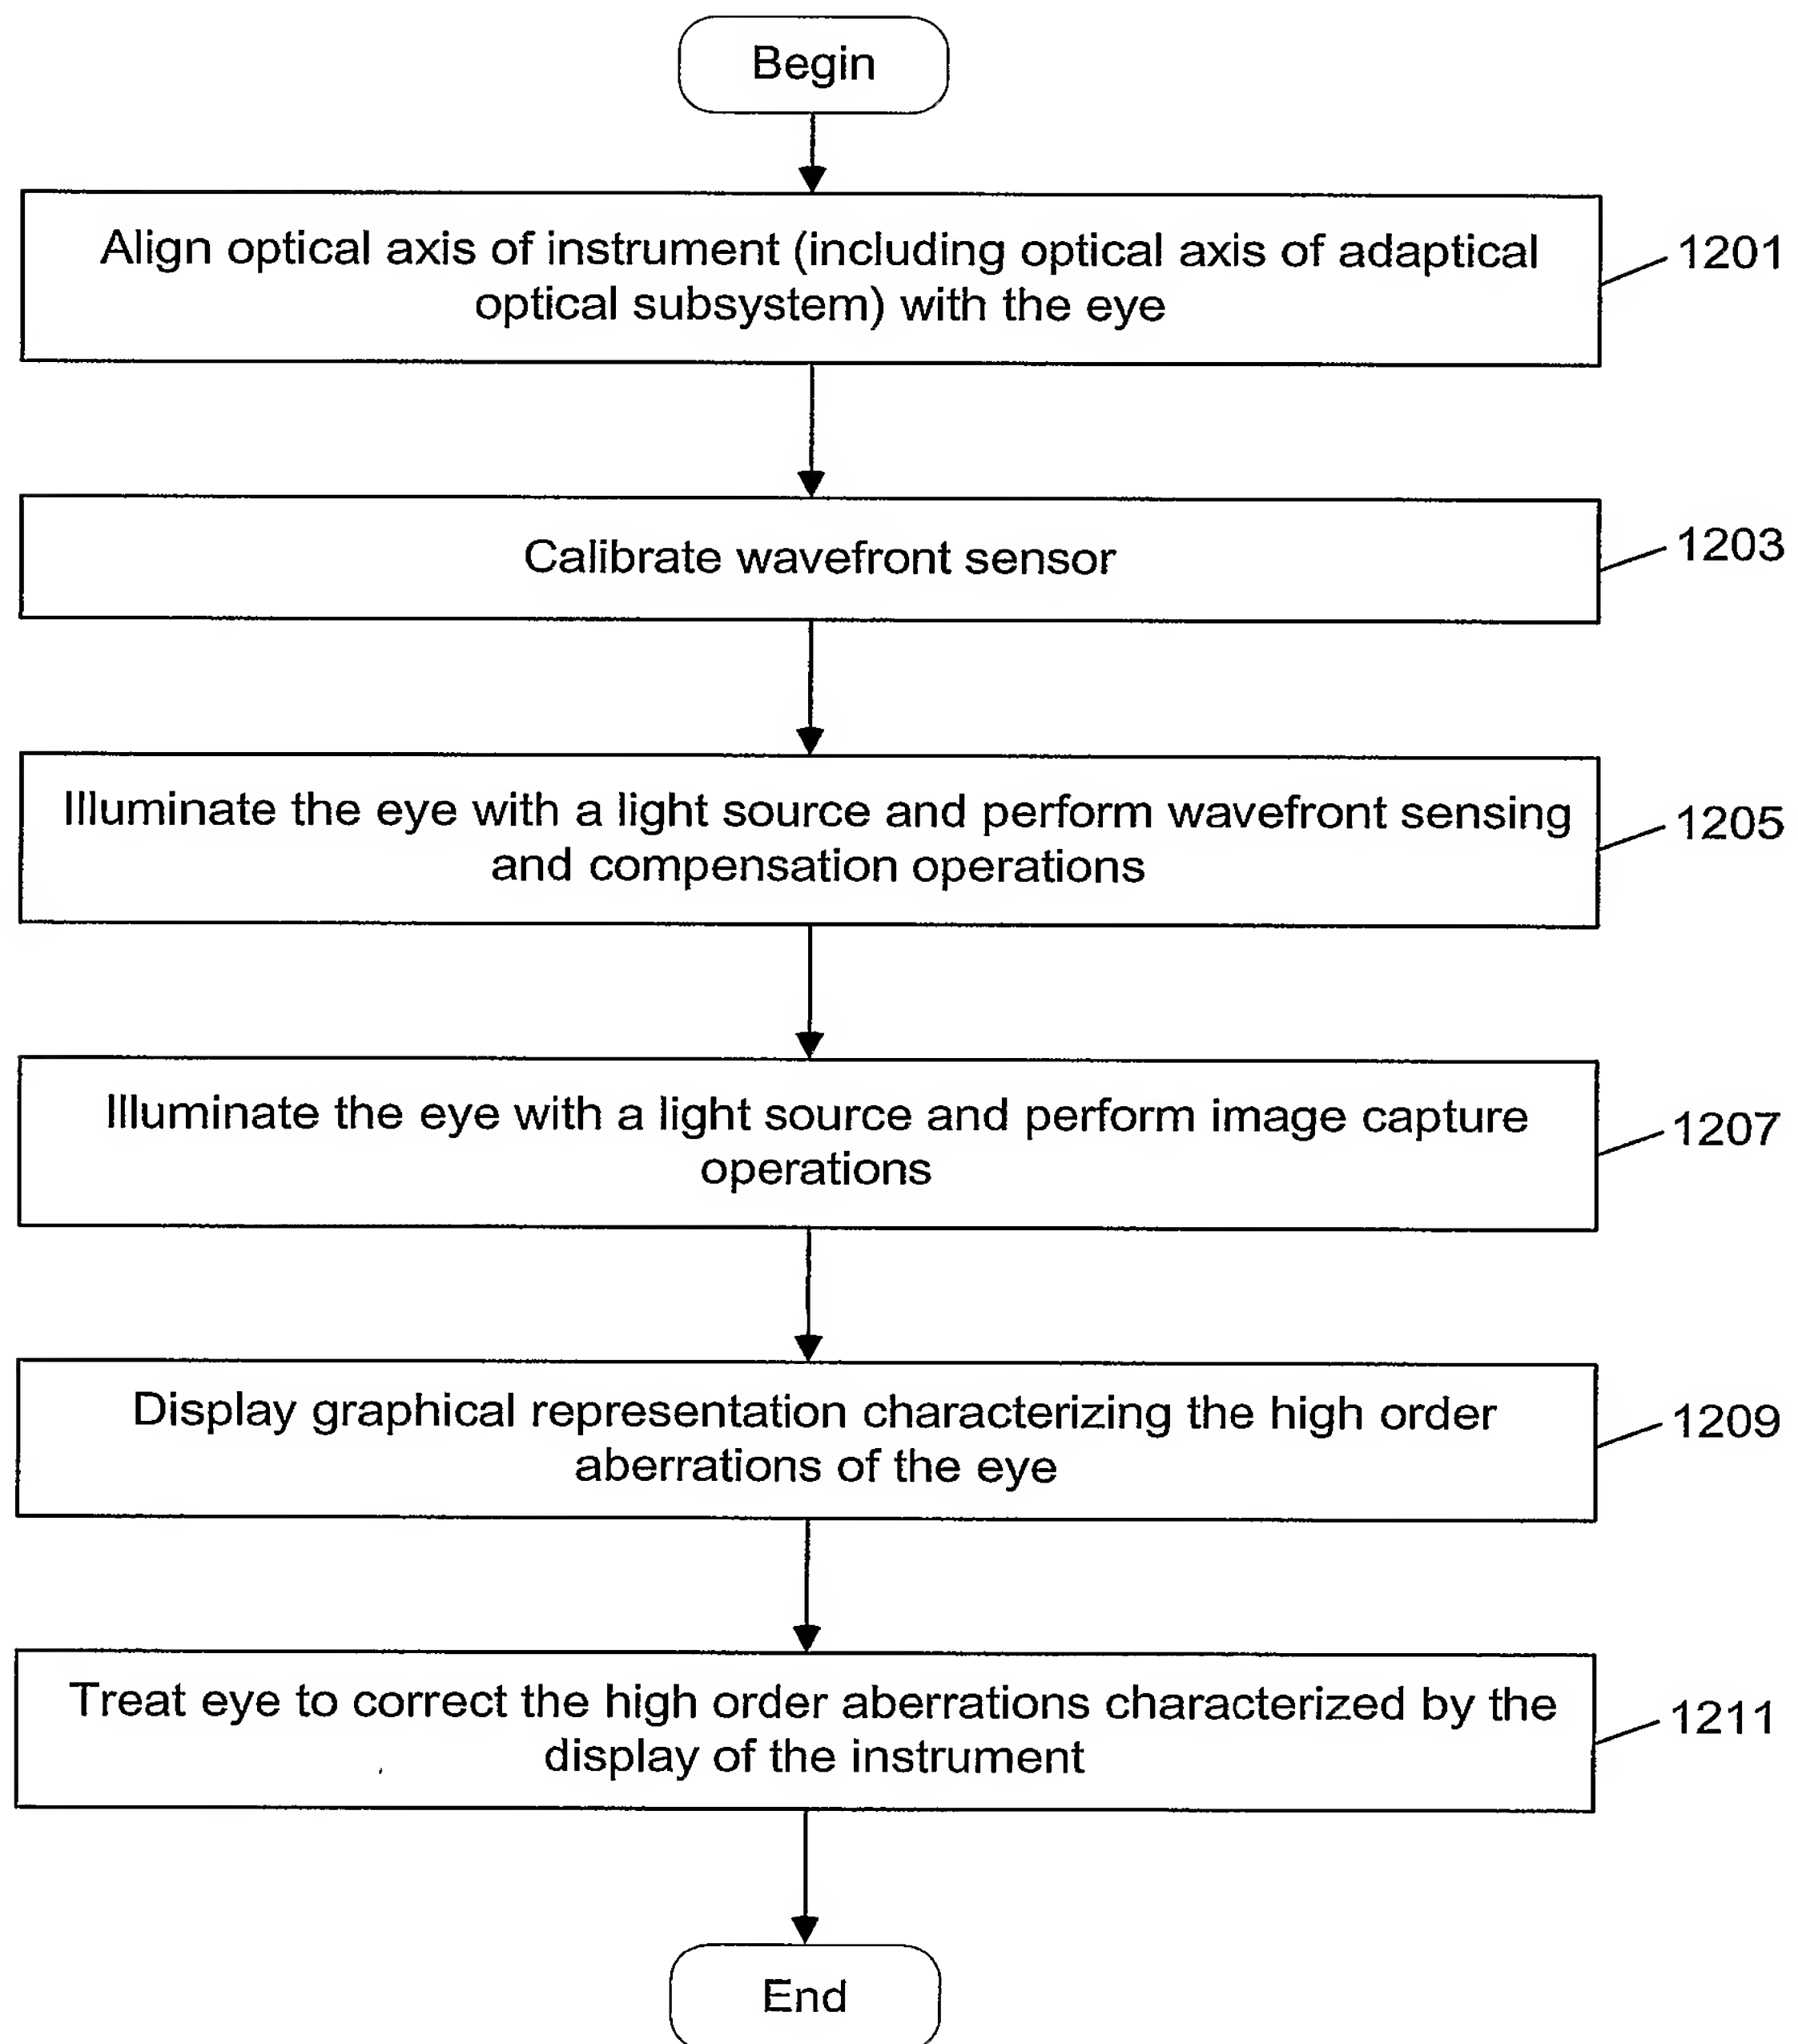 Begin
Align optical axis of instrument (including optical axis of adaptical
optical subsystem) with the eye
1201
Calibrate wavefront sensor
1203
Illuminate the eye with a light source and perform wavefront sensing
and compensation operations
1205
Illuminate the eye with a light source and perform image capture
operations
1207
Display graphical representation characterizing the high order
aberrations of the eye
1209
Treat eye to correct the high order aberrations characterized by the
display of the instrument
1211
End